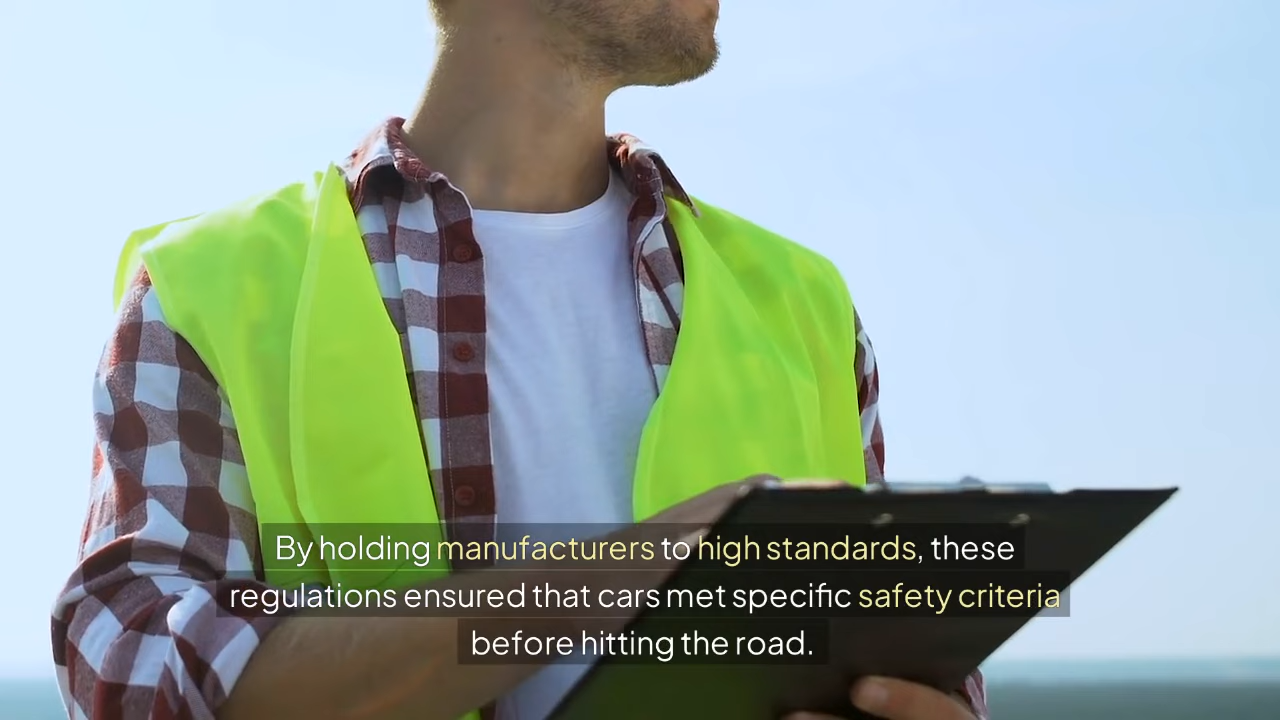 By holding manufacturers to high standards, these
regulations ensured that cars met specific safety criteria
before hitting the road.